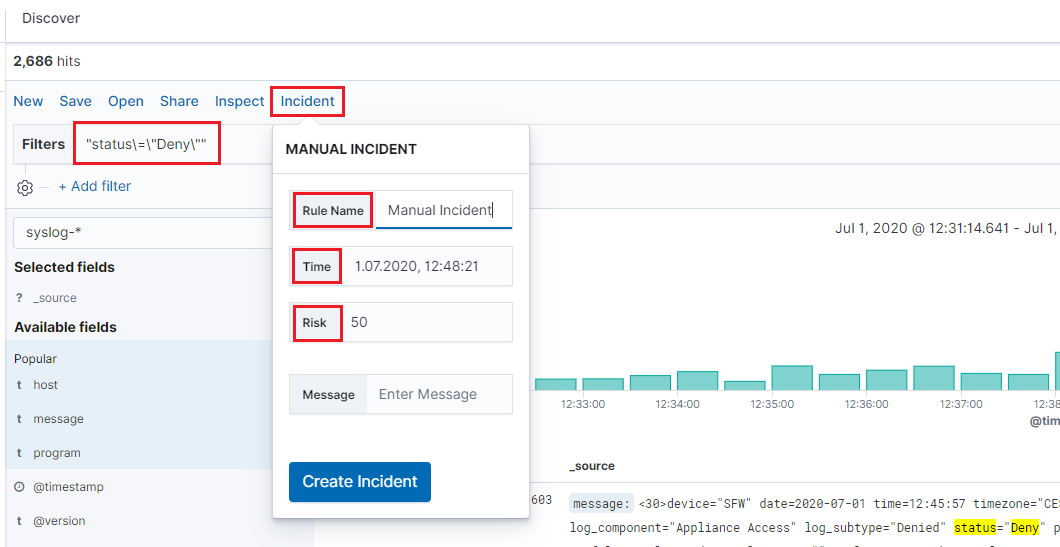 Discover
2,686 hits
New Save Open Share Inspect Incident
Filters "status\=\"Deny\""
+ Add filter
MANUAL INCIDENT
Rule Name Manual Incident
Time 1.07.2020, 12:48:21
Risk 50
Message Enter Message
Create Incident
syslog-*
Selected fields
? _source
Available fields
Popular
t host
t message
t program
@timestamp
t @version
Jul 1, 2020 @ 12:31:14.641 - Jul 1,
12:33:00 12:34:00 12:35:00 12:36:00 12:37:00 12:38
@tim
_source
603 message: <30>device="SFW" date=2020-07-01 time=12:45:57 timezone="CES
log_component="Appliance Access" log_subtype="Denied" status="Deny" p